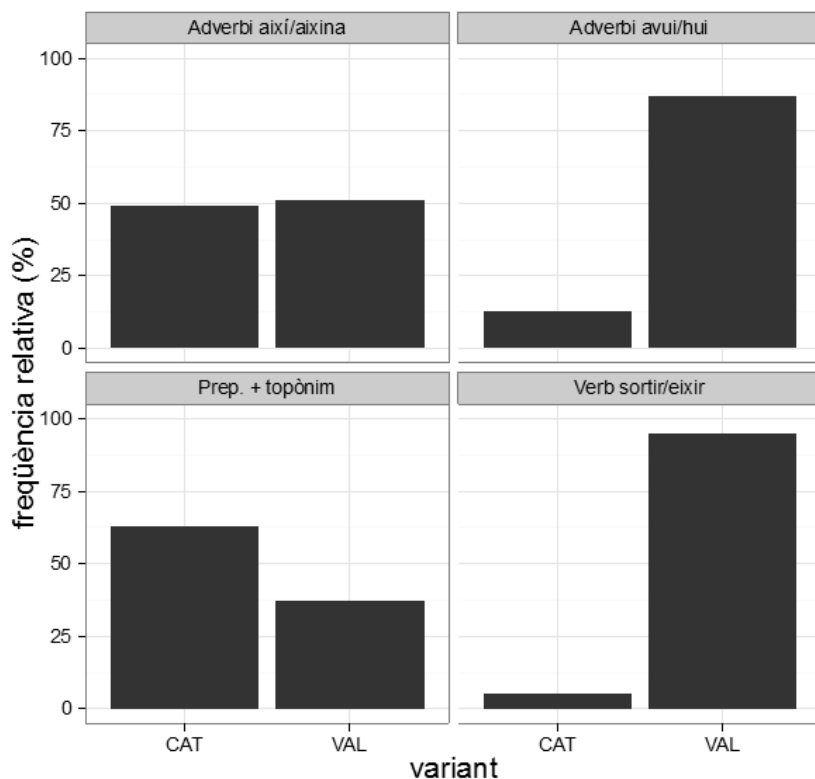 Adverbi així/aixina
Adverbi avui/hui
100
75
50
25
0
Prep. + topònim
Verb sortir/eixir
100
75
50
25
0
freqüència relativa (%)
CAT VAL CAT VAL
variant